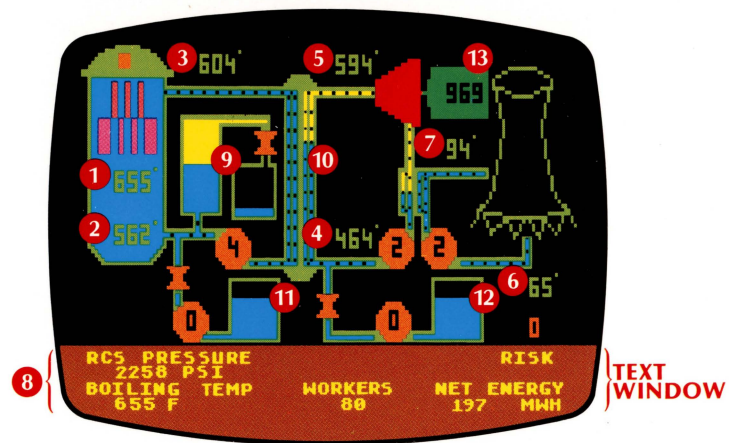 3 604° 5 594° 13
969
7 94°
9 10
1 655°
2 562° 4 464°
4 2 2
6 65°
11 12
0 0 1
RCS PRESSURE RISK
2258 PSI
BOILING TEMP WORKERS NET ENERGY
655 F 80 197 MWH
8
TEXT
WINDOW